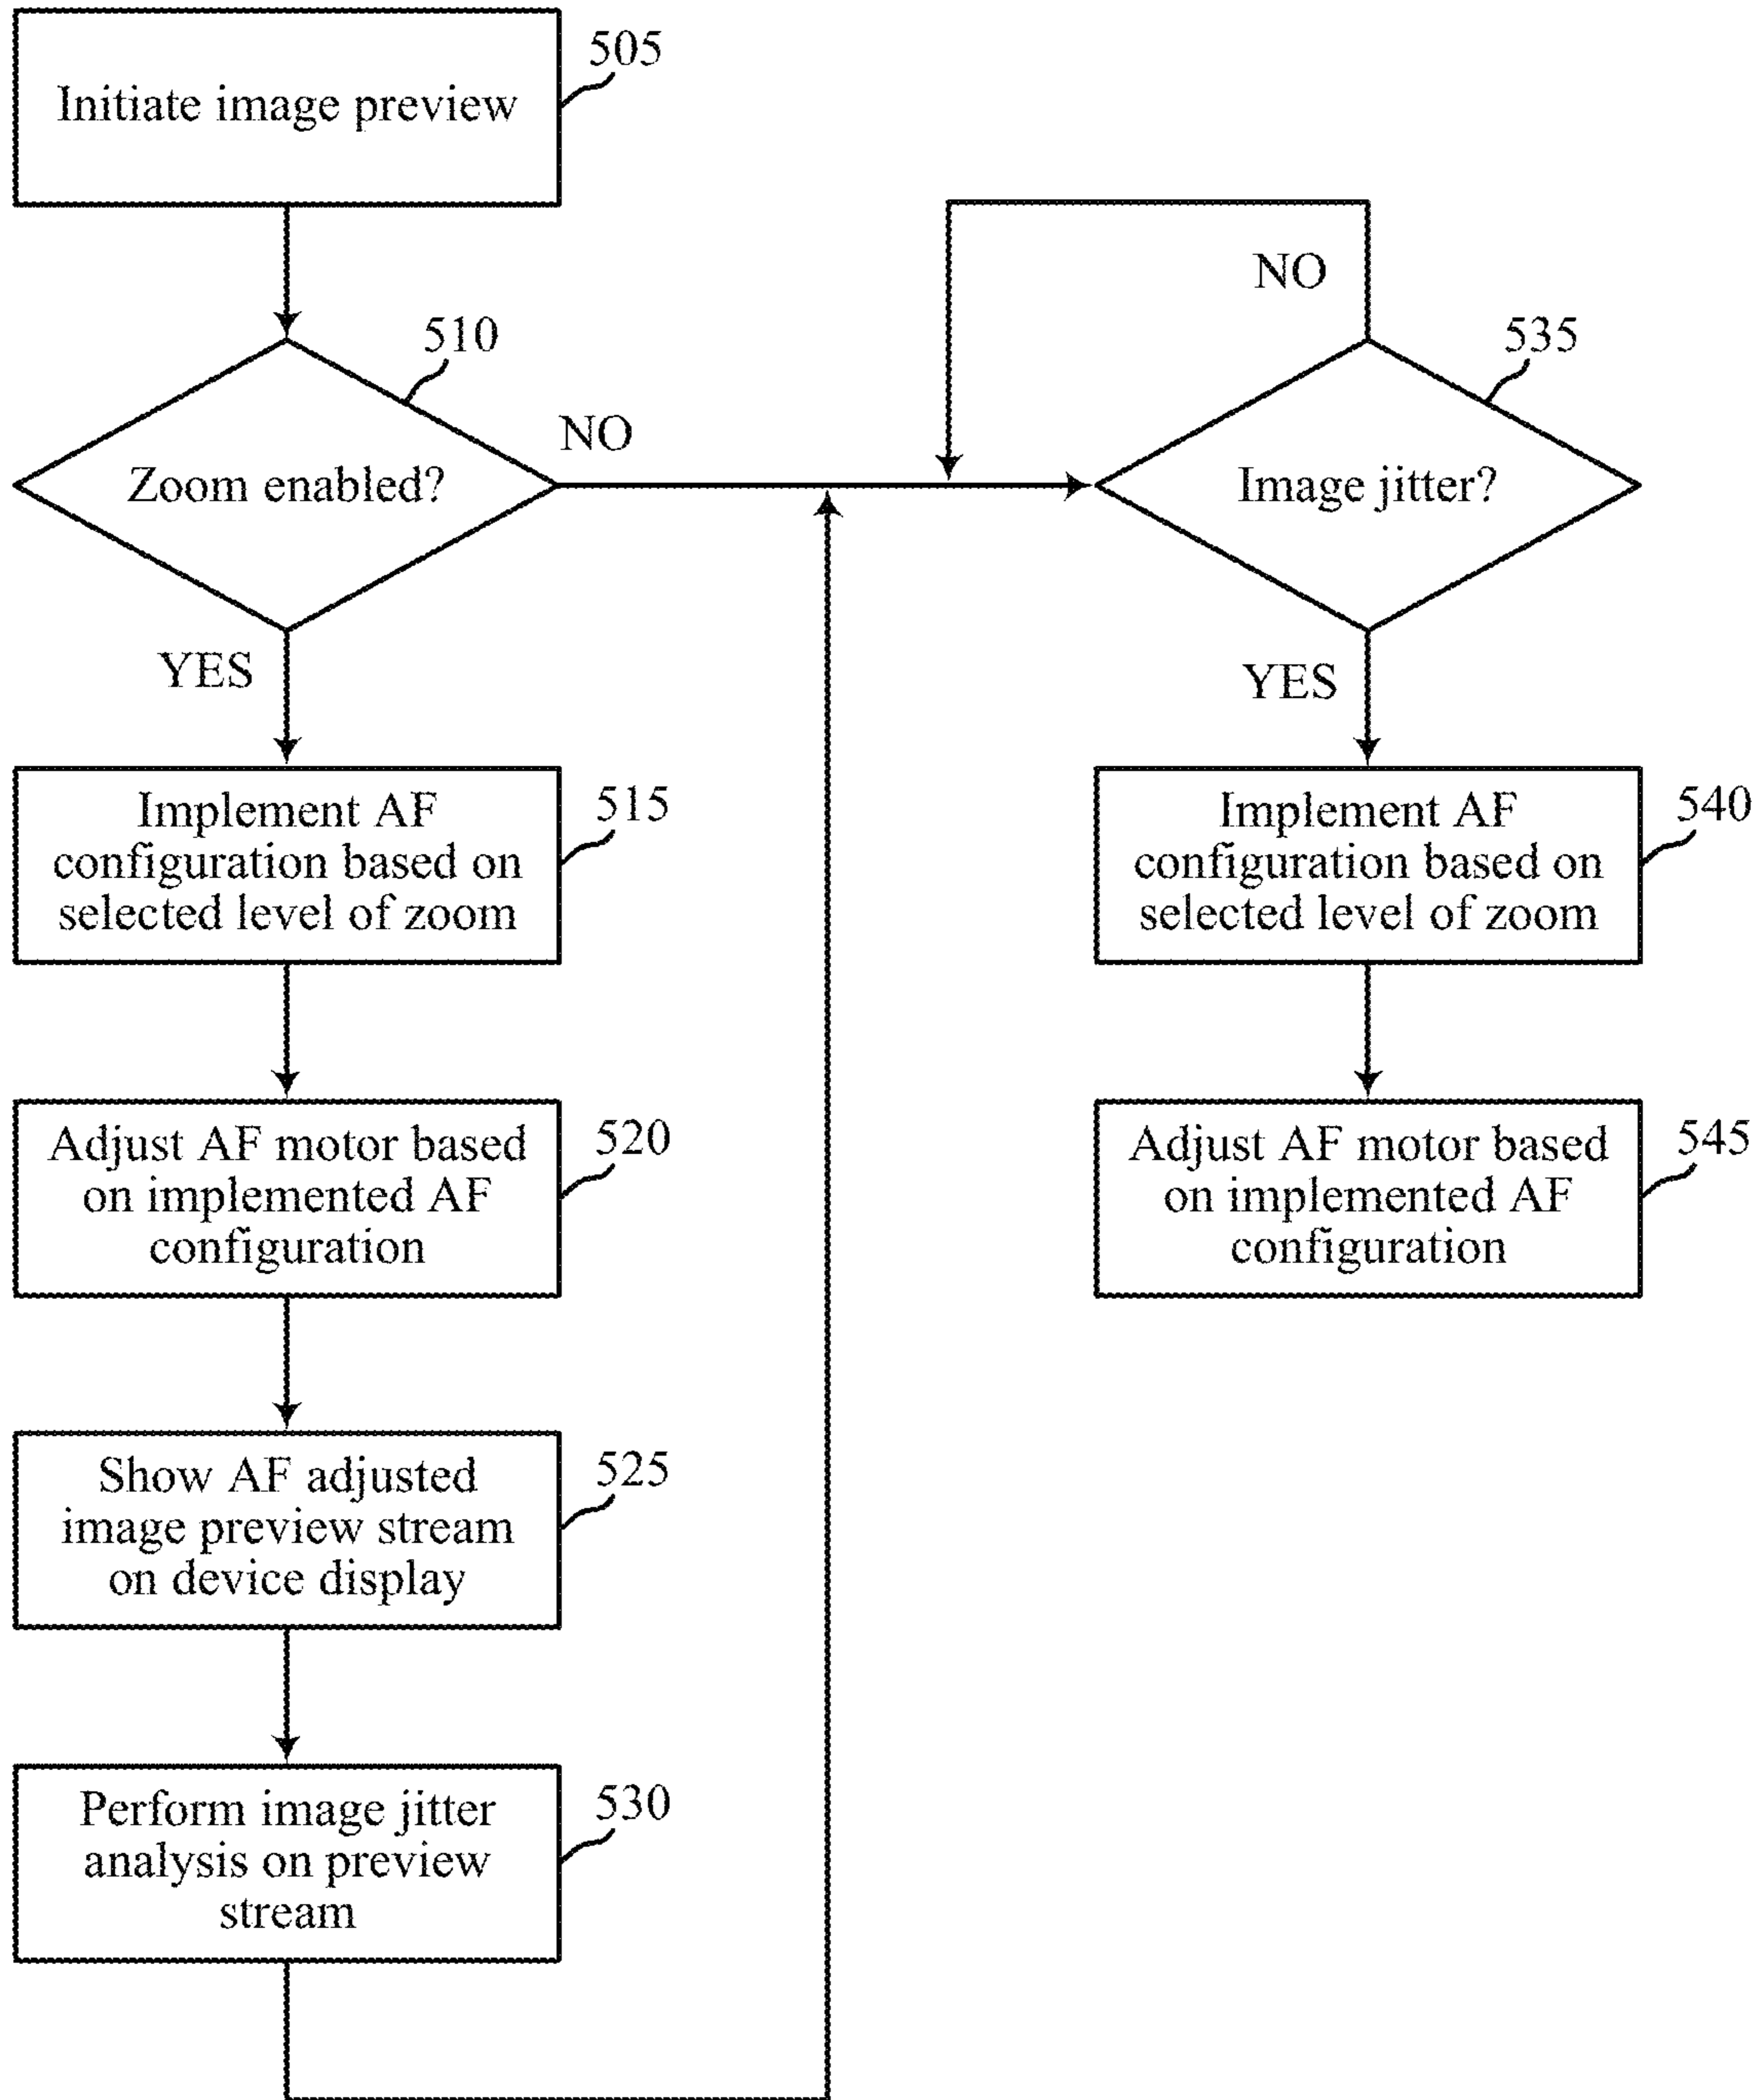 Initiate image preview
505
510
Zoom enabled?
NO
YES
Implement AF
configuration based on
selected level of zoom
515
Adjust AF motor based
on implemented AF
configuration
520
Show AF adjusted
image preview stream
on device display
525
Perform image jitter
analysis on preview
stream
530
NO
535
Image jitter?
YES
Implement AF
configuration based on
selected level of zoom
540
Adjust AF motor based
on implemented AF
configuration
545